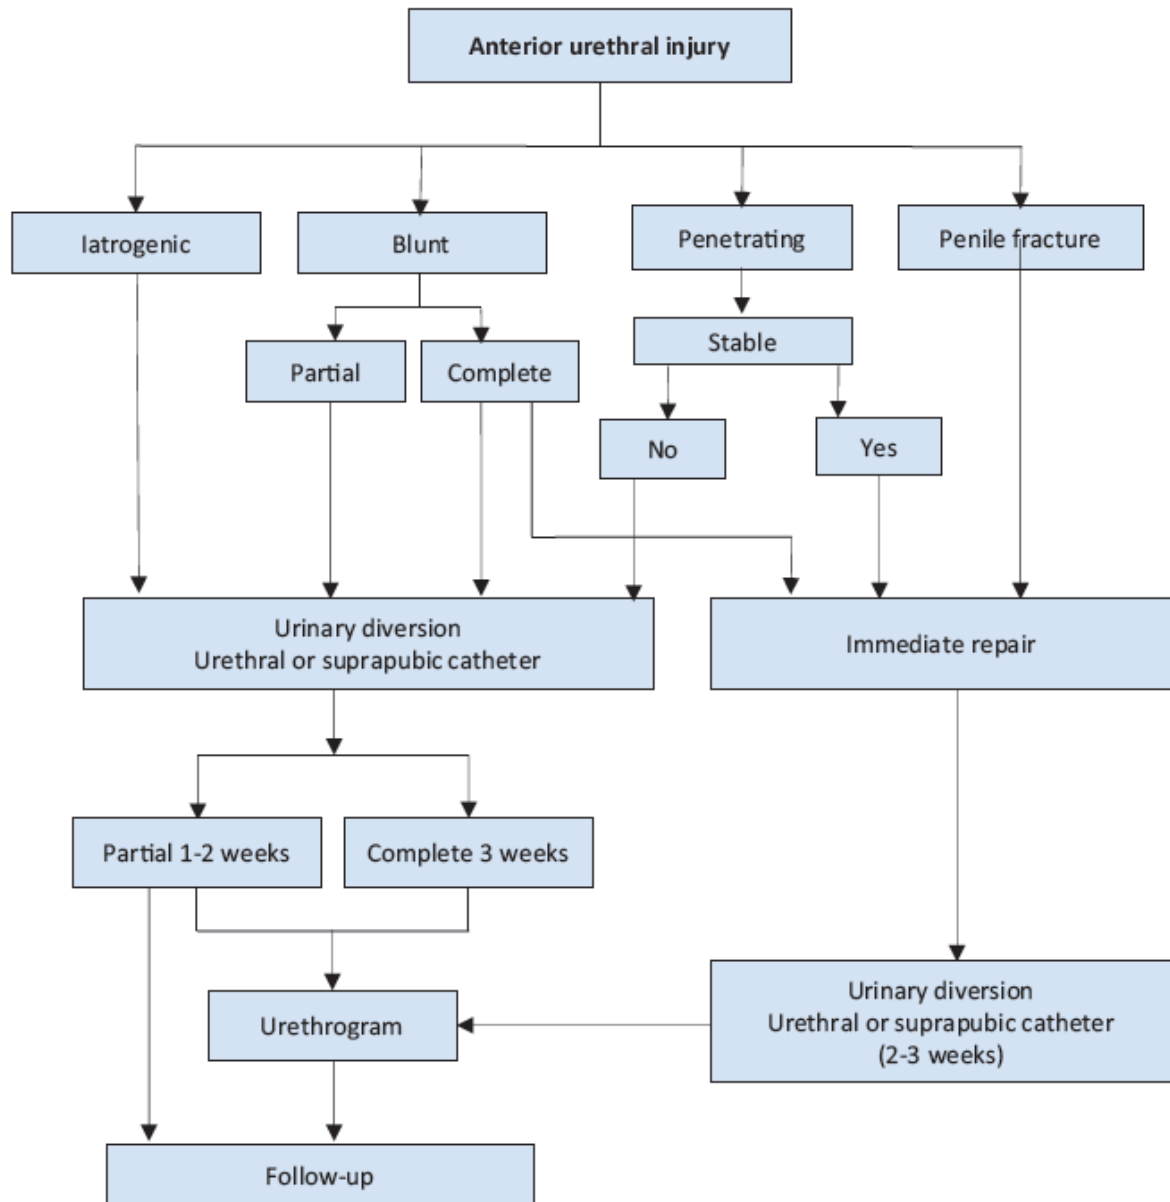 Anterior urethral injury
Iatrogenic
Blunt
Penetrating
Penile fracture
Partial
Complete
Stable
No
Yes
Urinary diversion
Urethral or suprapubic catheter
Immediate repair
Partial 1-2 weeks
Complete 3 weeks
Urethrogram
Urinary diversion
Urethral or suprapubic catheter
(2-3 weeks)
Follow-up